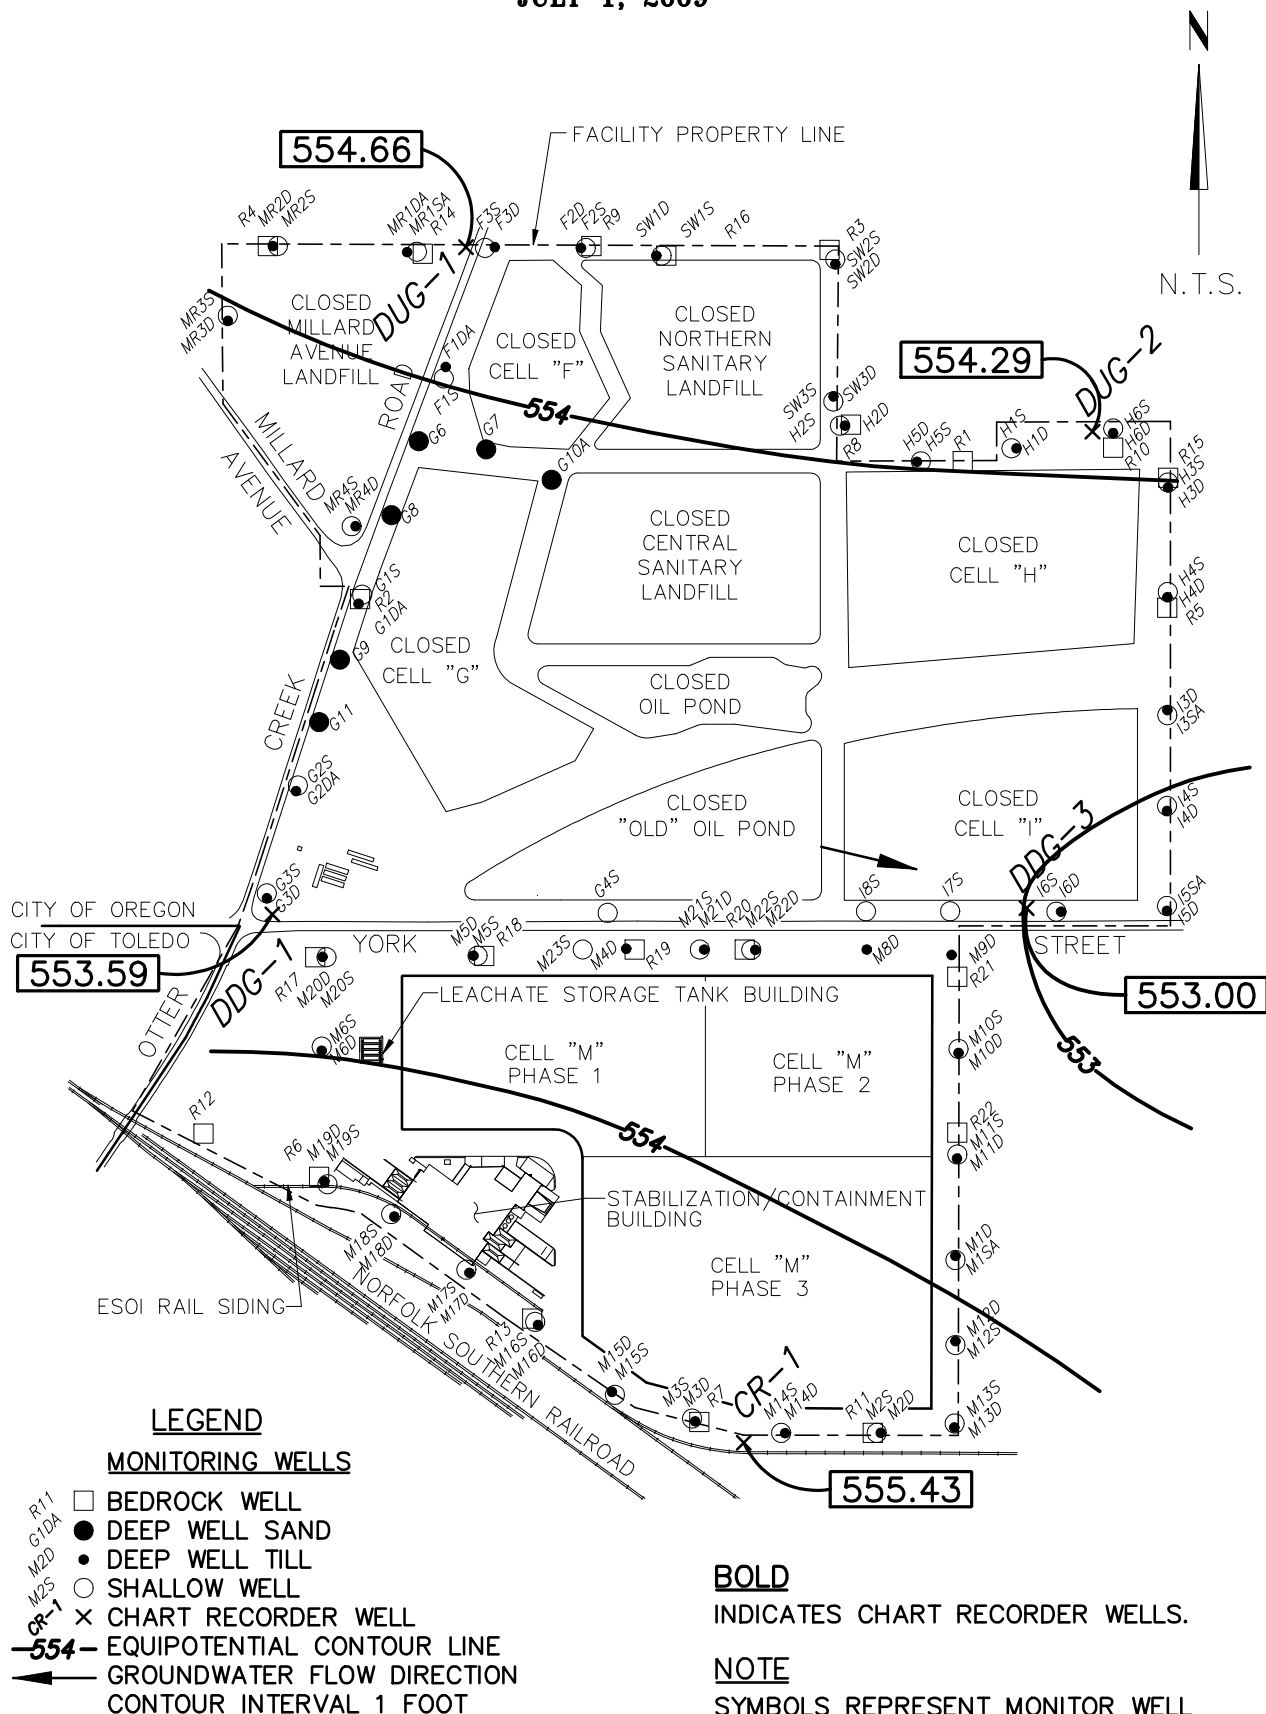 JULY 1, 2009
N
N.T.S.
554.66
FACILITY PROPERTY LINE
R4
MR2D
MR2S
MR1DA
MR1SA
R14
F3S
F3D
F2D
F2S
R9
SW1D
SW1S
R16
R3
SW2S
SW2D
DUG-1
MR3S
MR3D
CLOSED
MILLARD
AVENUE
LANDFILL
F1DA
F1S
CLOSED
CELL "F"
CLOSED
NORTHERN
SANITARY
LANDFILL
554.29
DUG-2
554
SW3S
SW3D
H2S
H2D
R8
H5D
H5S
R1
H1S
H1D
H6S
H6D
R10
R15
H3S
H3D
ROAD
MILLARD
AVENUE
G6
G7
G10A
G8
MR4S
MR4D
CLOSED
CENTRAL
SANITARY
LANDFILL
CLOSED
CELL "H"
G1S
R2
G1DA
H4S
H4D
R5
G9
CLOSED
CELL "G"
CLOSED
OIL POND
CREEK
G11
I3D
I3SA
G2S
G2DA
CLOSED
"OLD" OIL POND
CLOSED
CELL "I"
I4S
I4D
DDG-3
G3S
G3D
G4S
I8S
I7S
I6S
I6D
I5SA
I5D
CITY OF OREGON
CITY OF TOLEDO
553.59
YORK
STREET
M5D
M5S
R18
M23S
M4D
R19
M21S
M21D
R20
M22S
M22D
M8D
M9D
R21
DDG-1
R17
M20D
M20S
553.00
LEACHATE STORAGE TANK BUILDING
OTTER
M6S
M6D
CELL "M"
PHASE 1
CELL "M"
PHASE 2
M10S
M10D
553
R12
554
R22
M11S
M11D
R6
M19D
M19S
STABILIZATION/CONTAINMENT
BUILDING
M18S
M18D
M1D
M1SA
CELL "M"
PHASE 3
ESOI RAIL SIDING
M17S
M17D
NORFOLK SOUTHERN RAILROAD
R13
M16S
M16D
M12D
M12S
M15D
M15S
M3S
M3D
R7
CR-1
M14S
M14D
R11
M2S
M2D
M13S
M13D
555.43
LEGEND
MONITORING WELLS
R11 BEDROCK WELL
G1DA DEEP WELL SAND
M2D DEEP WELL TILL
M2S SHALLOW WELL
CR-1 CHART RECORDER WELL
554 EQUIPOTENTIAL CONTOUR LINE
GROUNDWATER FLOW DIRECTION
CONTOUR INTERVAL 1 FOOT
BOLD
INDICATES CHART RECORDER WELLS.
NOTE
SYMBOLS REPRESENT MONITOR WELL